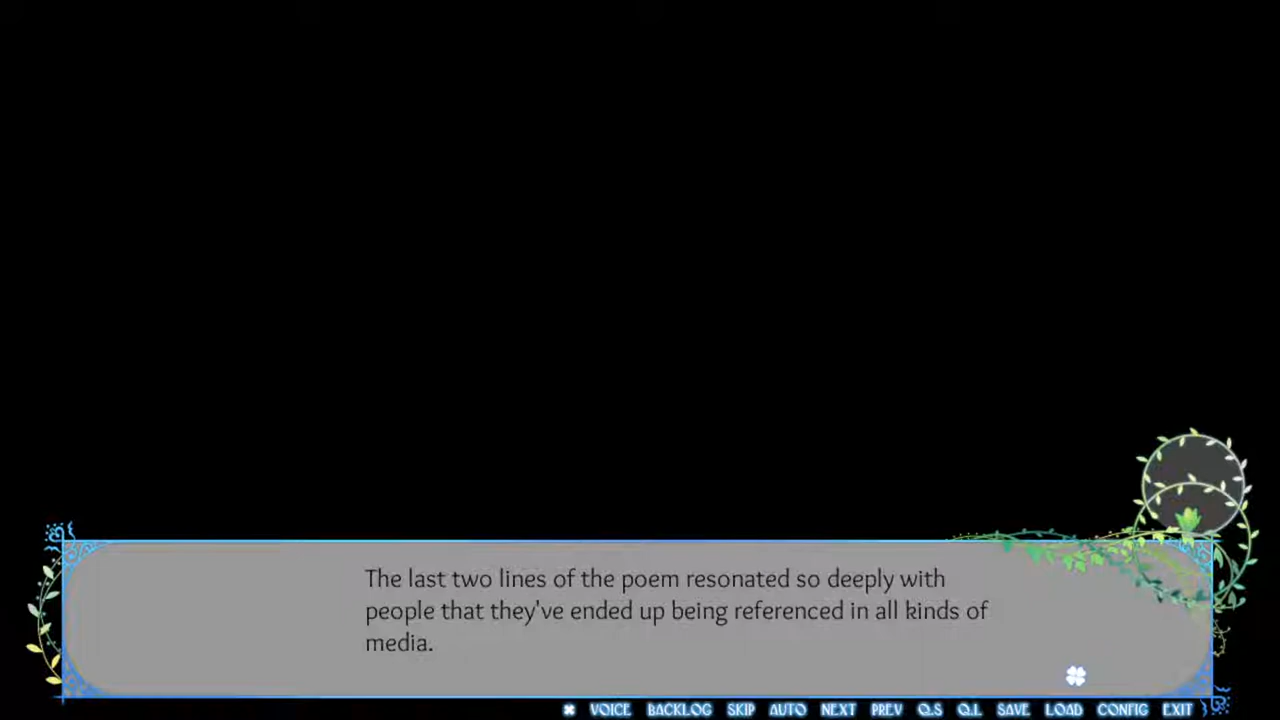 The last two lines of the poem resonated so deeply with
people that they've ended up being referenced in all kinds of
media.
VOICE BACKLOG SKIP AUTO NEXT PREV Q.S Q.L SAVE LOAD CONFIG EXIT